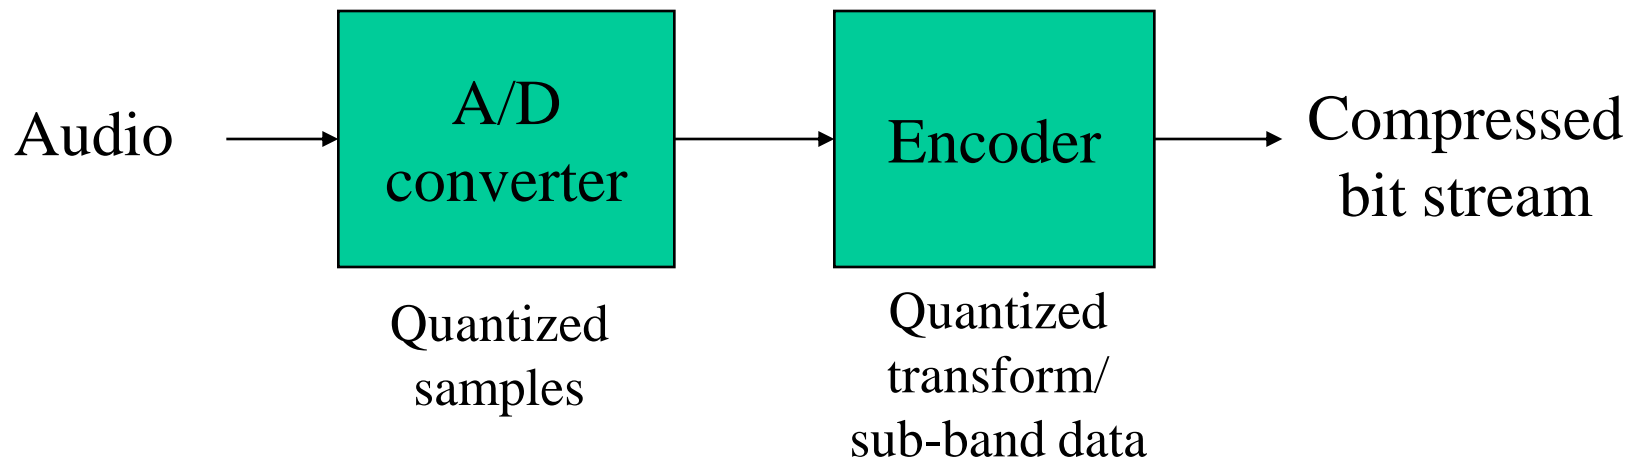 Audio
A/D
converter
Encoder
Compressed
bit stream
Quantized
samples
Quantized
transform/
sub-band data